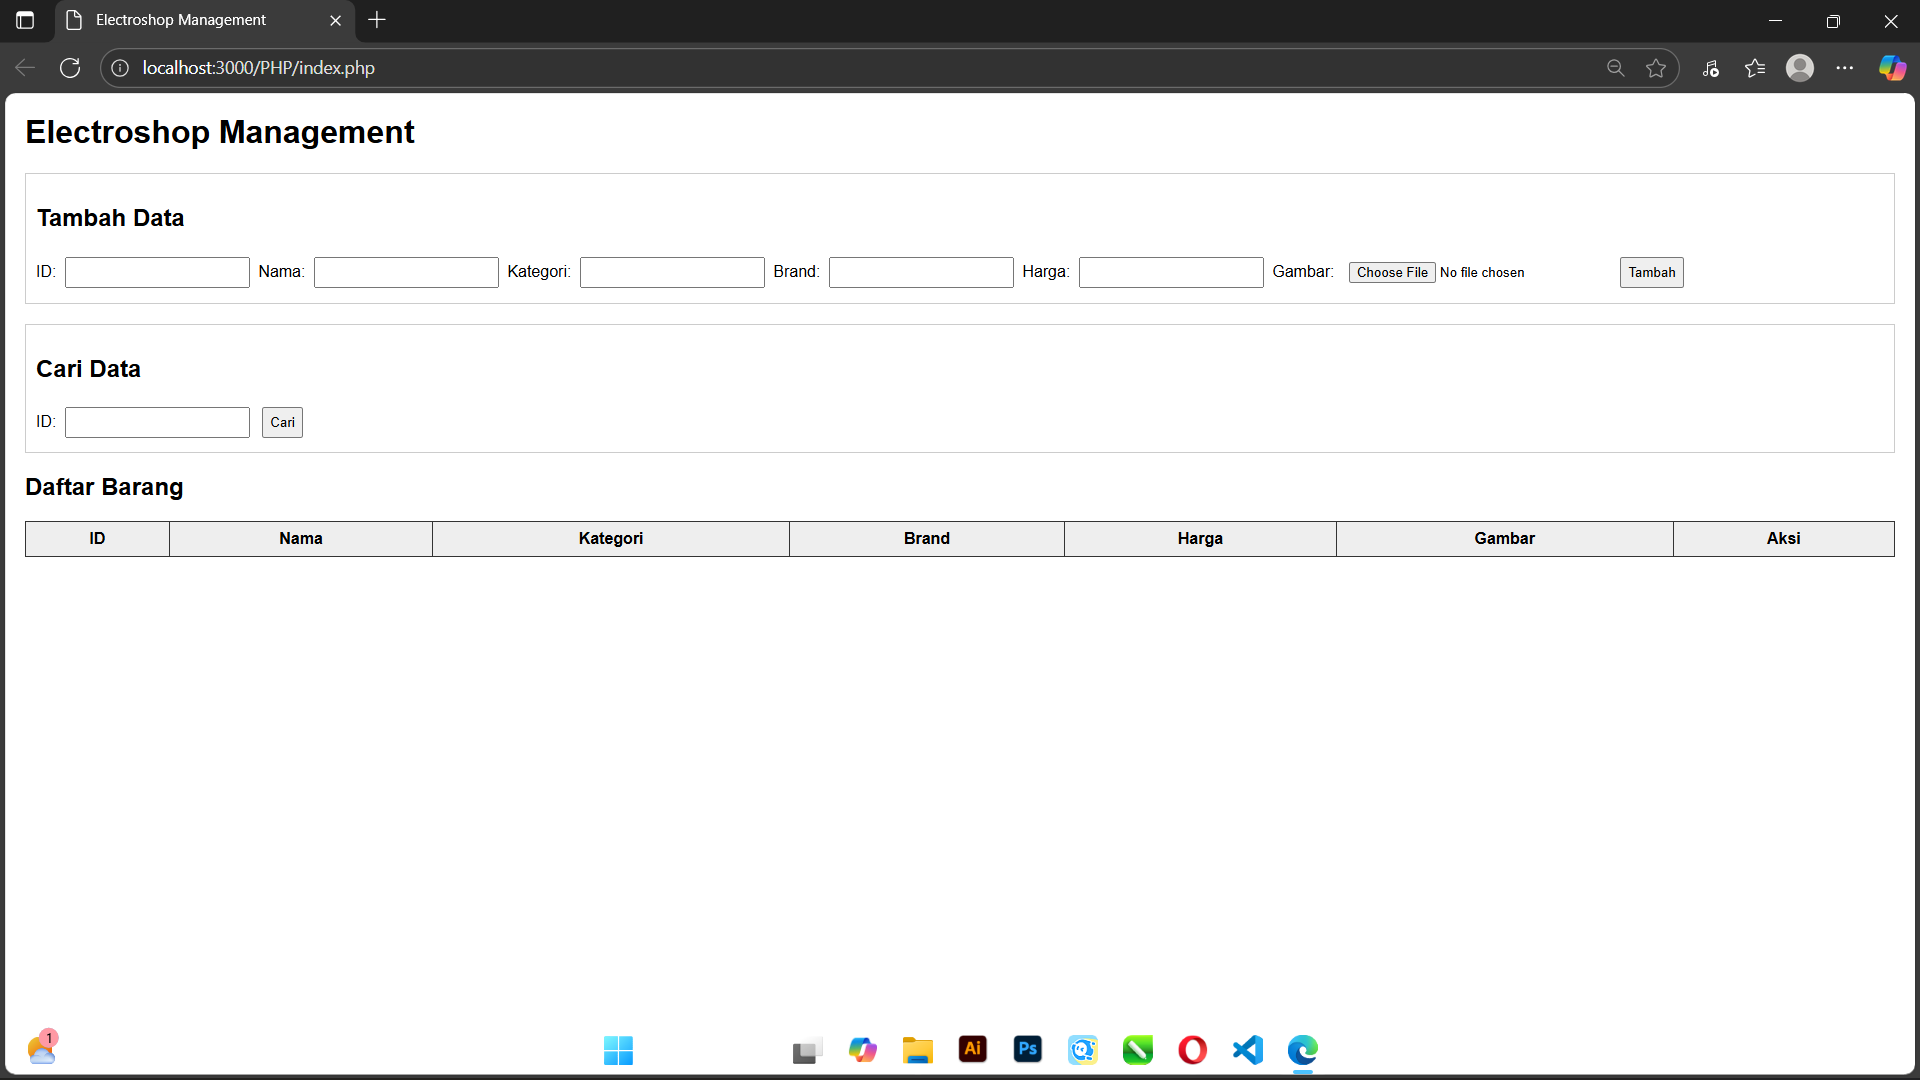 Electroshop Management
localhost:3000/PHP/index.php
Electroshop Management
Tambah Data
ID: Nama: Kategori: Brand: Harga: Gambar: Choose File No file chosen Tambah
Cari Data
ID: Cari
Daftar Barang
ID Nama Kategori Brand Harga Gambar Aksi
1 Ai Ps